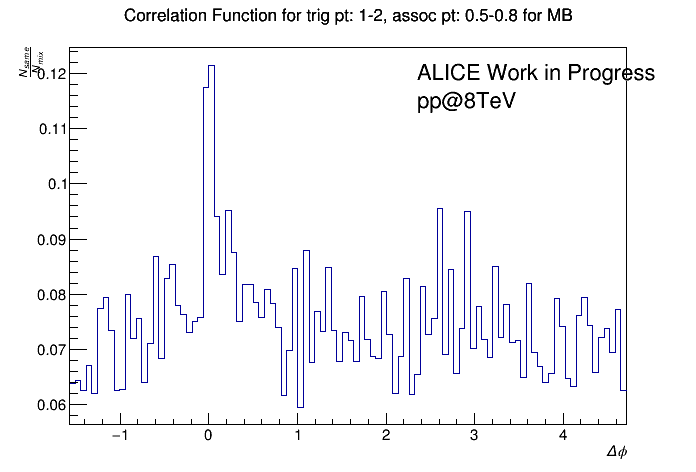 Correlation Function for trig pt: 1-2, assoc pt: 0.5-0.8 for MB
N_same/N_mix
ALICE Work in Progress
pp@8TeV
0.12
0.11
0.1
0.09
0.08
0.07
0.06
−1 0 1 2 3 4
Δϕ